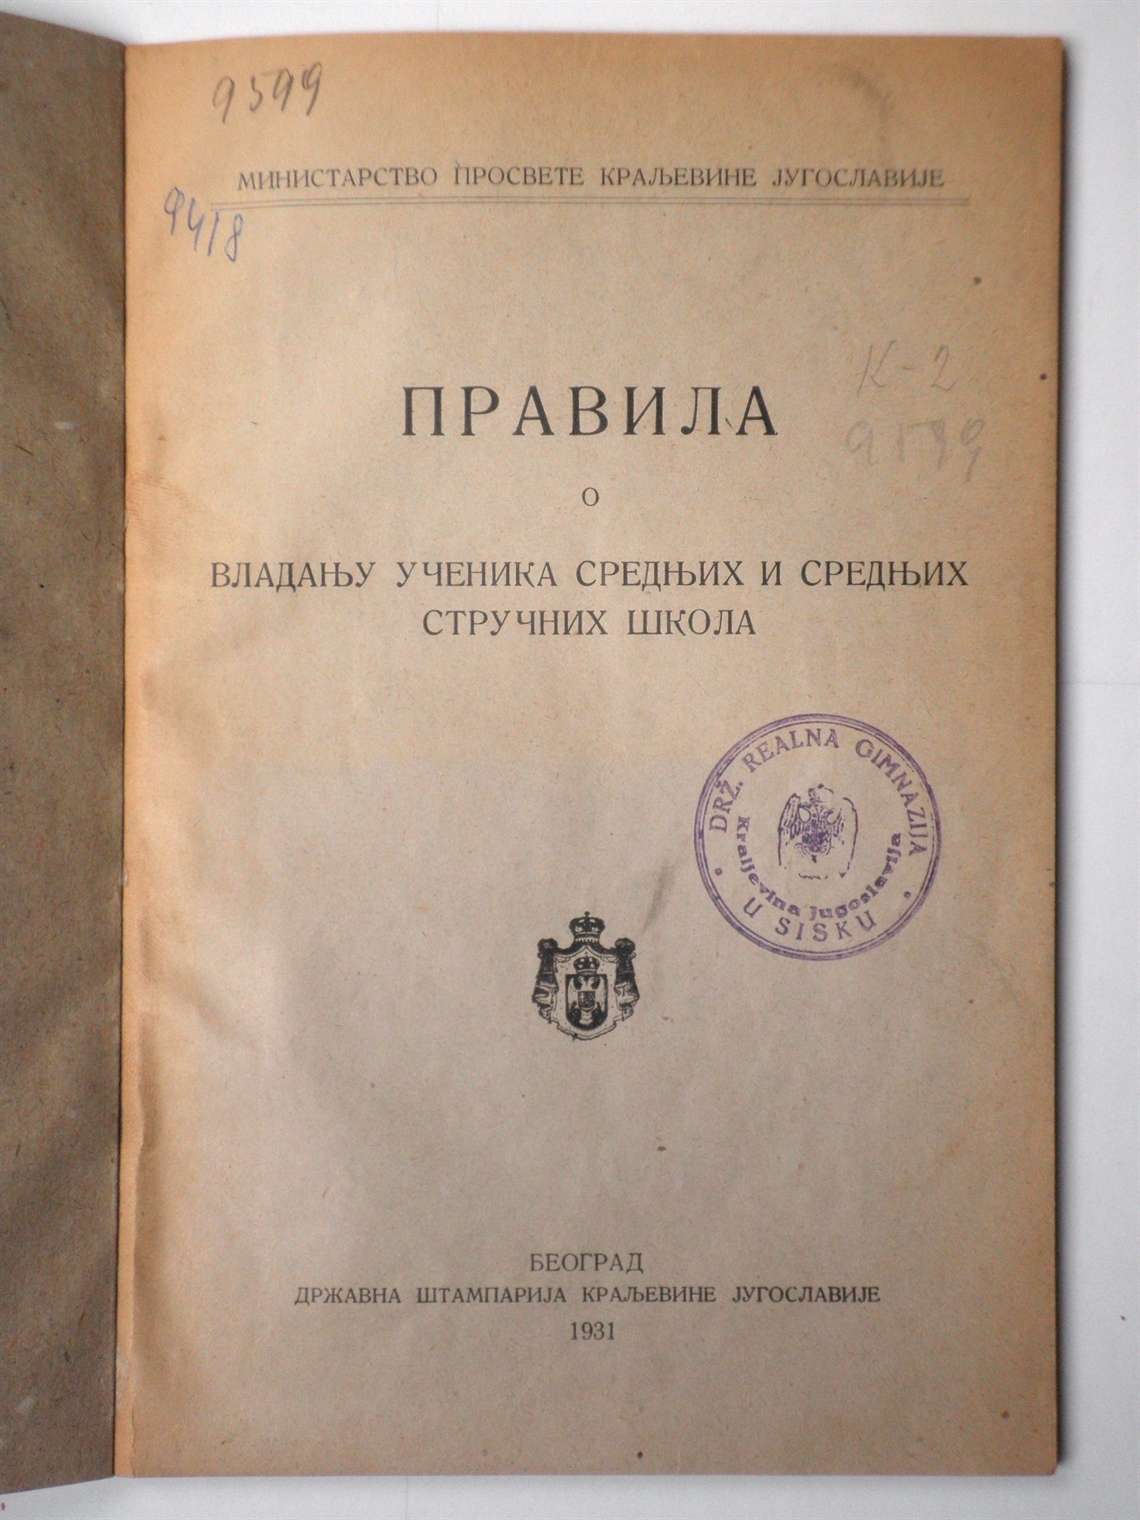 9599
МИНИСТАРСТВО ПРОСВЕТЕ КРАЉЕВИНЕ ЈУГОСЛАВИЈЕ
9418
К-2
ПРАВИЛА
9599
О
ВЛАДАЊУ УЧЕНИКА СРЕДЊИХ И СРЕДЊИХ
СТРУЧНИХ ШКОЛА
DRŽ. REALNA GIMNAZIJA
Kraljevina Jugoslavija
U SISKU
БЕОГРАД
ДРЖАВНА ШТАМПАРИЈА КРАЉЕВИНЕ ЈУГОСЛАВИЈЕ
1931